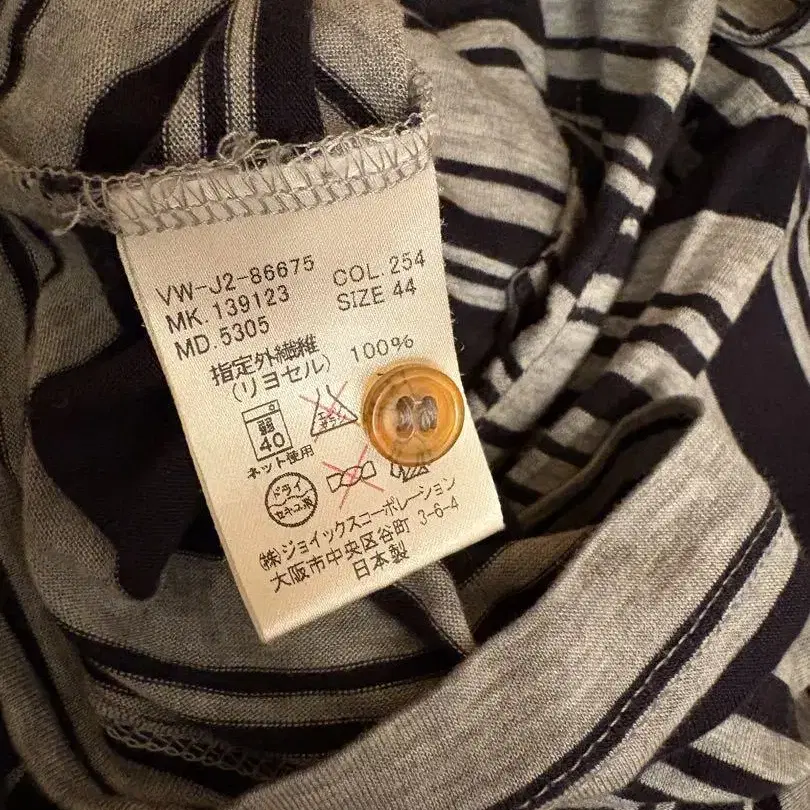 VW-J2-86675 COL.254
MK.139123 SIZE 44
MD.5305
指定外繊維
(リヨセル) 100%
弱
40
ネット使用
ドライ
セキユ系
(株)ジョイックスコーポレーション
大阪市中央区谷町 3-6-4
日本製